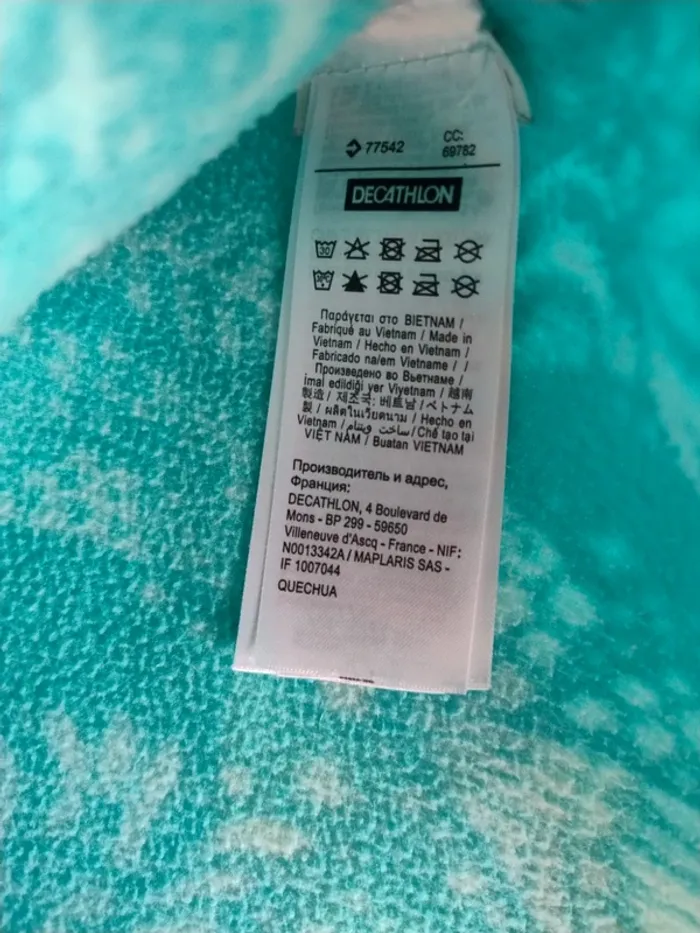 77542
CC:
69782
DECATHLON
30
Παράγεται στο ΒΙΕΤΝΑΜ /
Fabriqué au Vietnam / Made in
Vietnam / Hecho en Vietnam /
Fabricado na/em Vietname / /
Произведено во Вьетнаме /
imal edildiği yer Viyetnam / 越南
製造 / 제조국: 베트남 / ベトナム
製 / ผลิตในเวียดนาม / Hecho en
Vietnam / ساخت ویتنام / Chế tạo tại
VIỆT NAM / Buatan VIETNAM
Производитель и адрес,
Франция:
DECATHLON, 4 Boulevard de
Mons - BP 299 - 59650
Villeneuve d'Ascq - France - NIF:
N0013342A / MAPLARIS SAS -
IF 1007044
QUECHUA